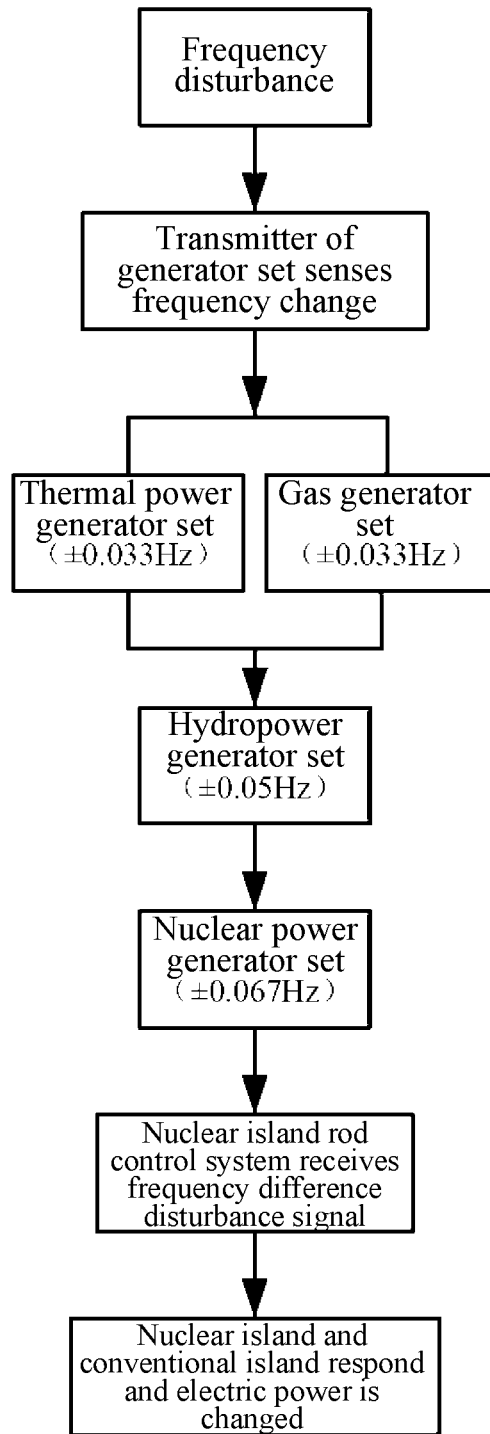 Frequency
disturbance
Transmitter of
generator set senses
frequency change
Thermal power
generator set
（±0.033Hz）
Gas generator
set
（±0.033Hz）
Hydropower
generator set
（±0.05Hz）
Nuclear power
generator set
（±0.067Hz）
Nuclear island rod
control system receives
frequency difference
disturbance signal
Nuclear island and
conventional island respond
and electric power is
changed